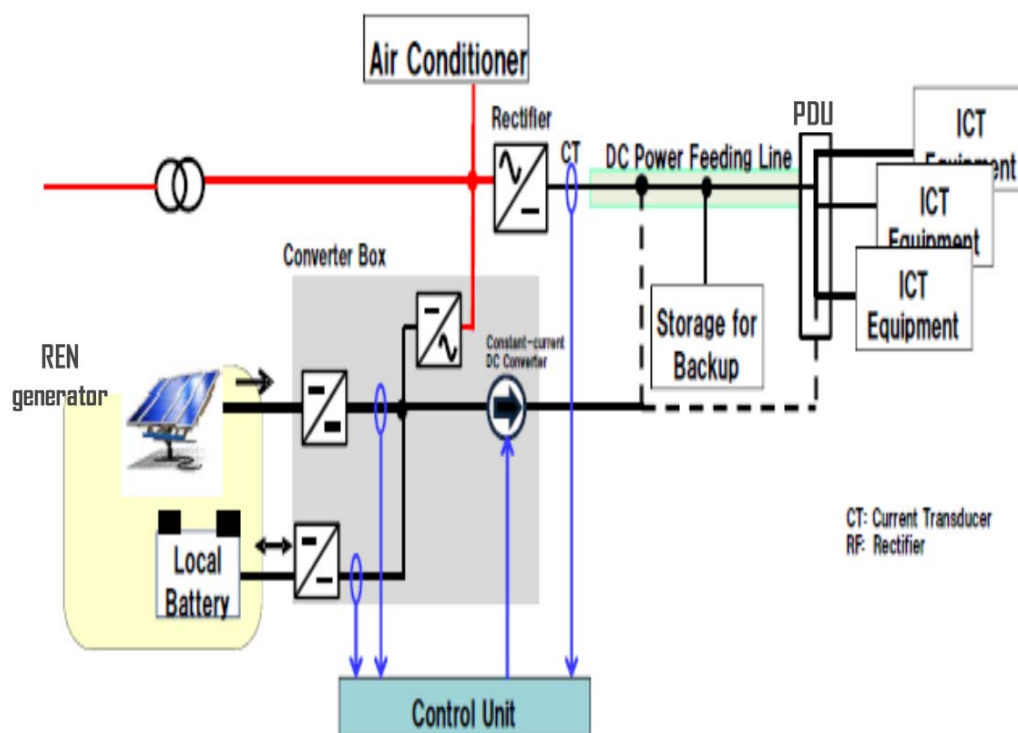 Air Conditioner
Rectifier
CT
DC Power Feeding Line
PDU
ICT
Equipment
ICT
Equipment
ICT
Equipment
Converter Box
Storage for
Backup
Constant-current
DC Converter
REN
generator
Local
Battery
CT: Current Transducer
RF: Rectifier
Control Unit